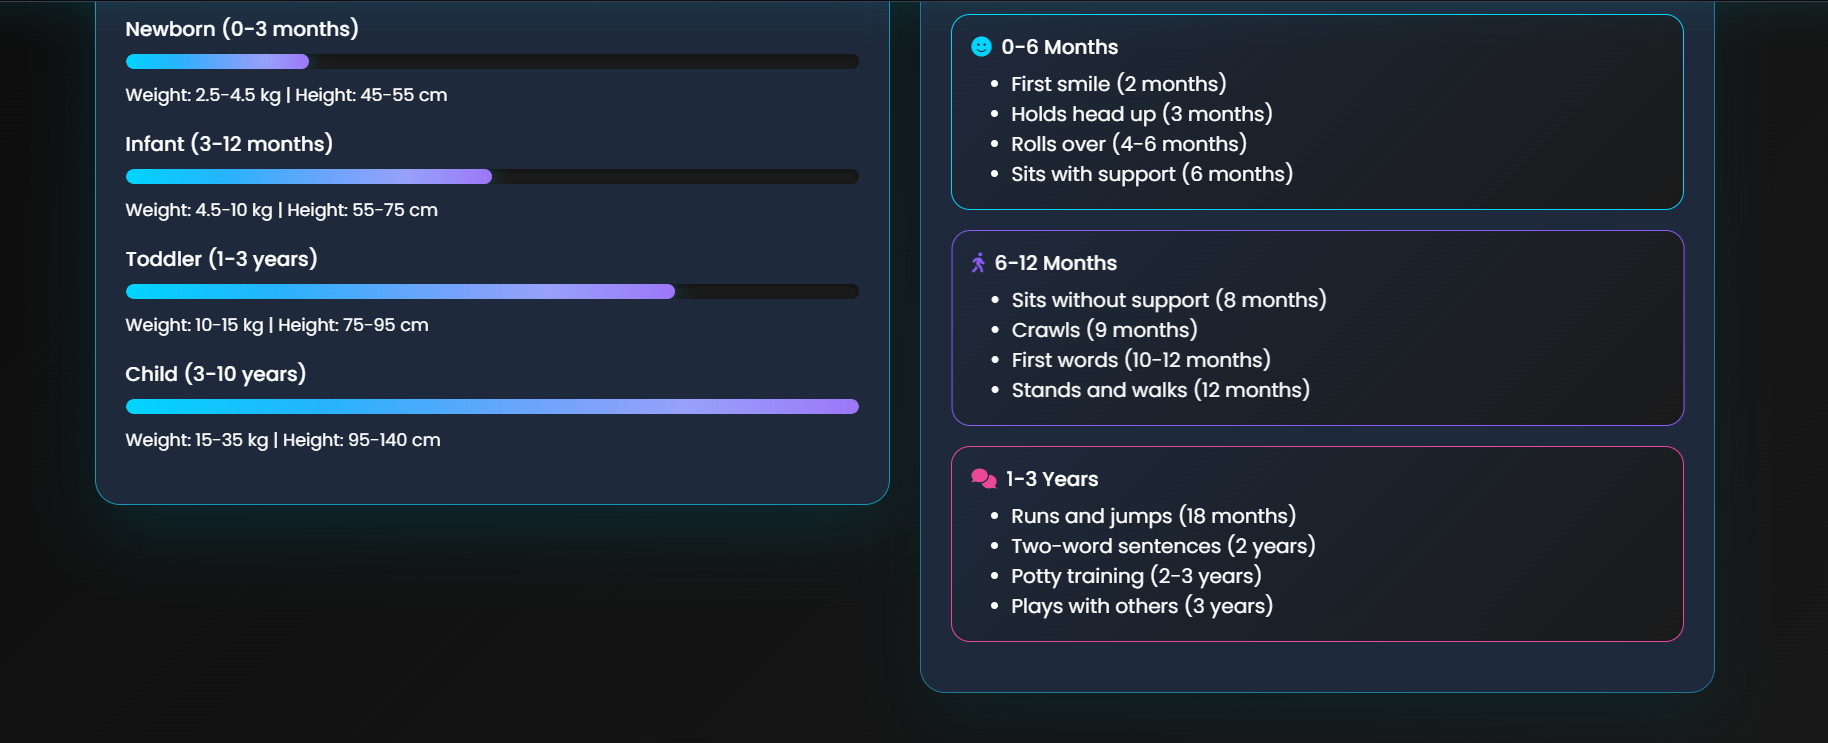 Newborn (0-3 months)
Weight: 2.5-4.5 kg | Height: 45-55 cm
Infant (3-12 months)
Weight: 4.5-10 kg | Height: 55-75 cm
Toddler (1-3 years)
Weight: 10-15 kg | Height: 75-95 cm
Child (3-10 years)
Weight: 15-35 kg | Height: 95-140 cm
0-6 Months
• First smile (2 months)
• Holds head up (3 months)
• Rolls over (4-6 months)
• Sits with support (6 months)
6-12 Months
• Sits without support (8 months)
• Crawls (9 months)
• First words (10-12 months)
• Stands and walks (12 months)
1-3 Years
• Runs and jumps (18 months)
• Two-word sentences (2 years)
• Potty training (2-3 years)
• Plays with others (3 years)